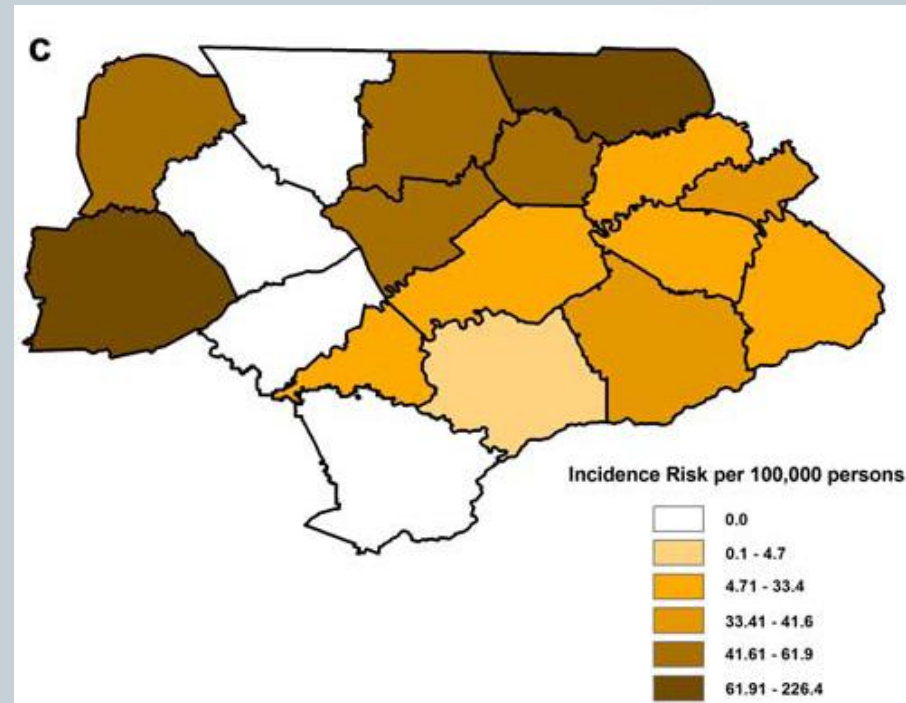 c
Incidence Risk per 100,000 persons
0.0
0.1 - 4.7
4.71 - 33.4
33.41 - 41.6
41.61 - 61.9
61.91 - 226.4